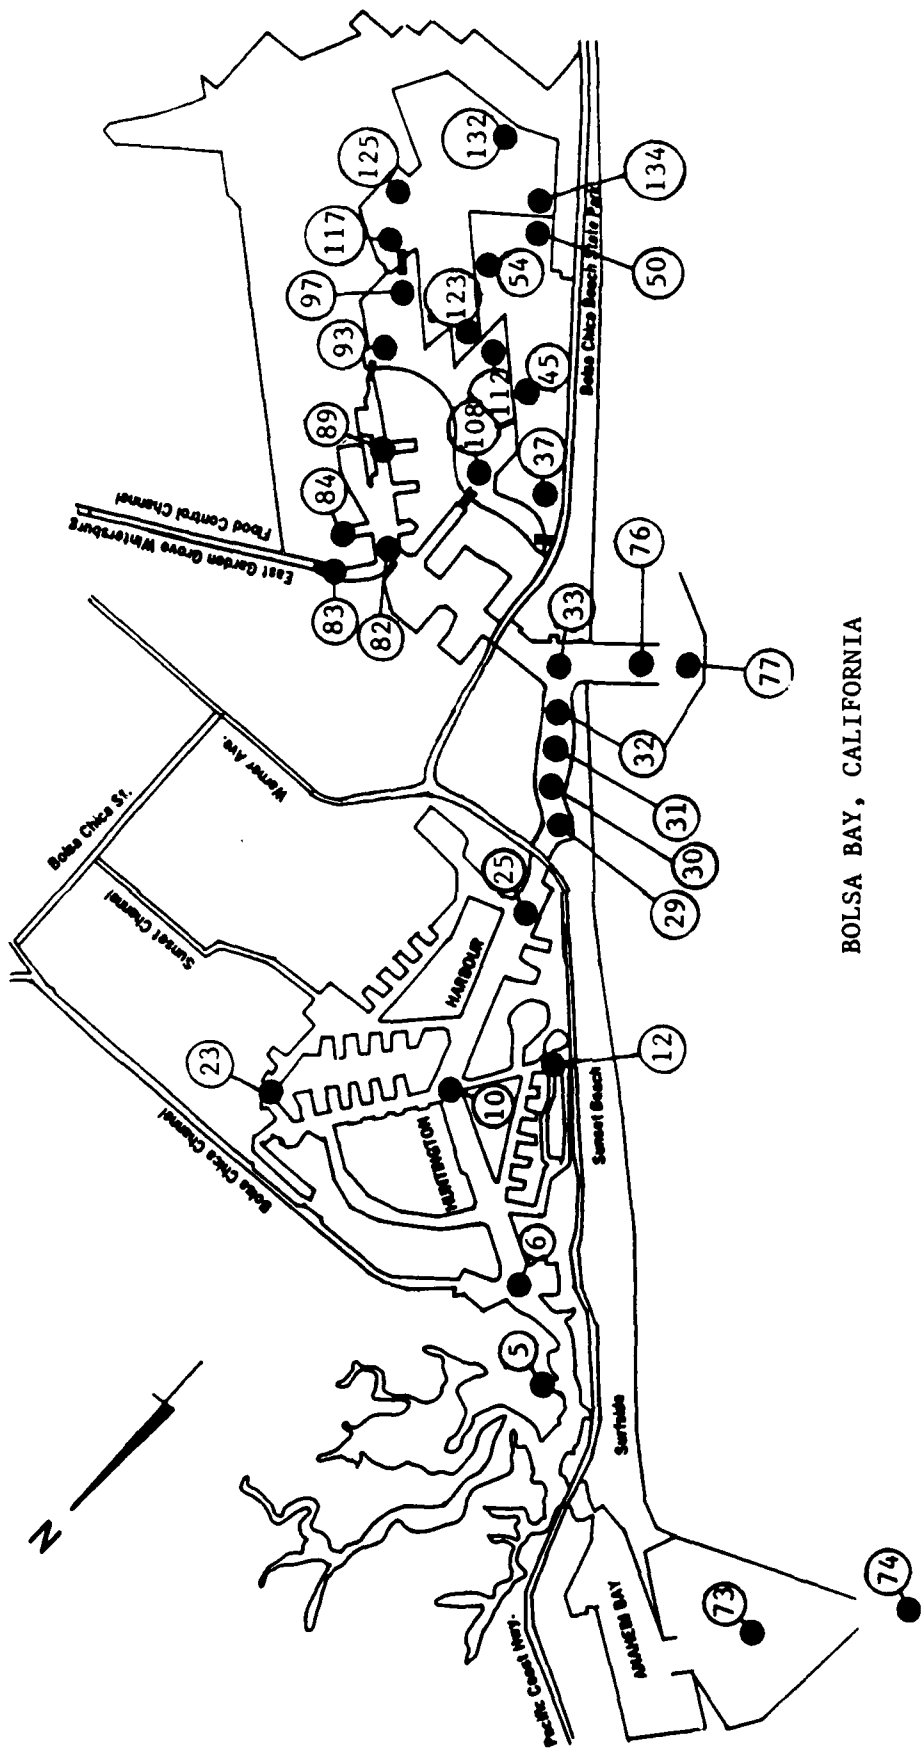 N
Pacific Coast Hwy.
ANAHEIM BAY
73
74
Surfside
5
6
Bolsa Chica Channel
23
HUNTINGTON
10
12
Sunset Beach
HARBOUR
25
Sunset Channel
Bolsa Chica St.
Warner Ave.
29
30
31
32
33
76
77
East Garden Grove Wintersburg
Flood Control Channel
83
82
84
89
93
97
117
125
108
112
123
37
45
54
50
132
134
Bolsa Chica Beach State Park
BOLSA BAY, CALIFORNIA